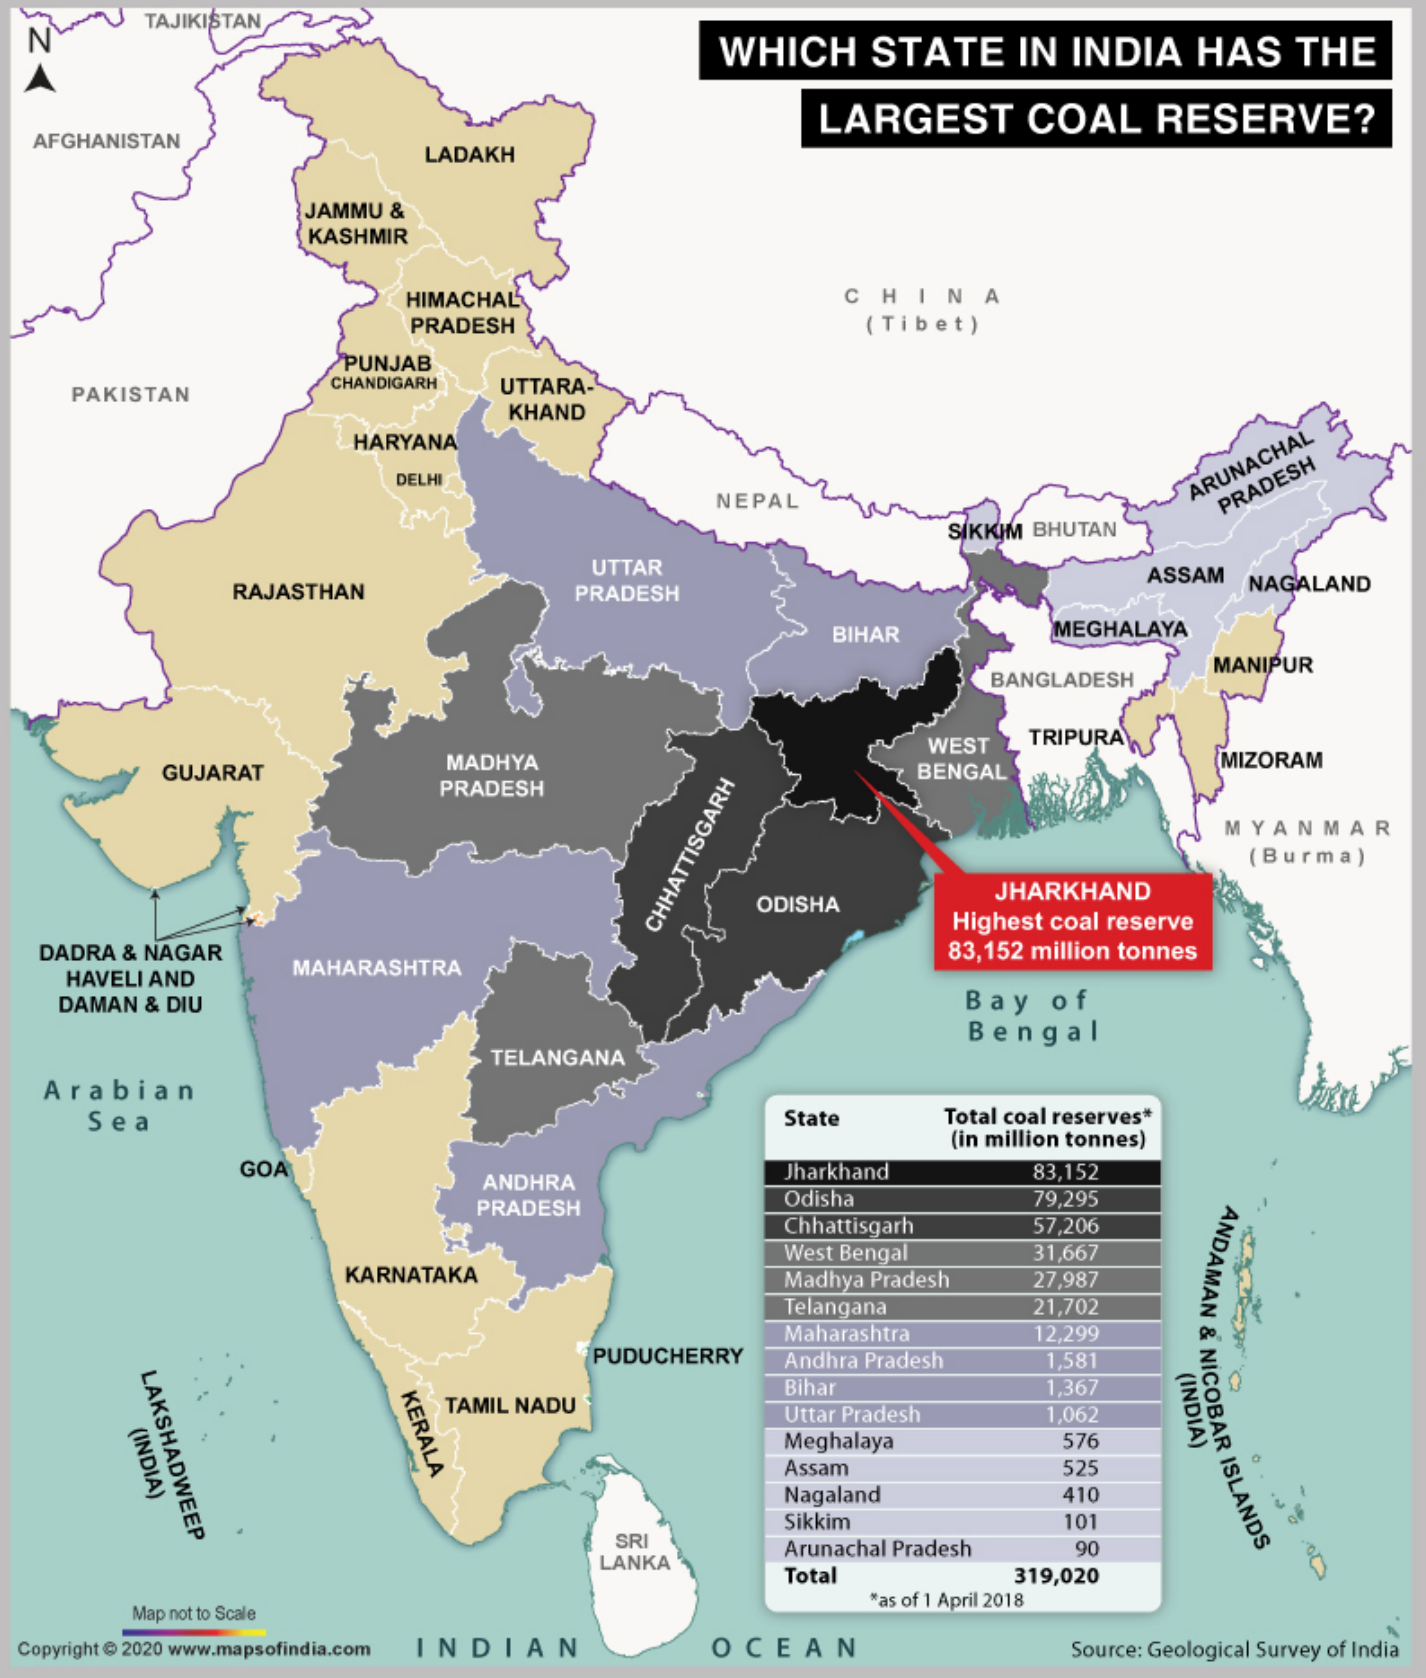 WHICH STATE IN INDIA HAS THE
LARGEST COAL RESERVE?
N
TAJIKISTAN
AFGHANISTAN
PAKISTAN
CHINA
(Tibet)
NEPAL
BHUTAN
BANGLADESH
MYANMAR
(Burma)
SRI
LANKA
LADAKH
JAMMU &
KASHMIR
HIMACHAL
PRADESH
PUNJAB
CHANDIGARH
UTTARA-
KHAND
HARYANA
DELHI
RAJASTHAN
UTTAR
PRADESH
BIHAR
SIKKIM
ARUNACHAL
PRADESH
ASSAM
NAGALAND
MEGHALAYA
MANIPUR
TRIPURA
MIZORAM
WEST
BENGAL
GUJARAT
MADHYA
PRADESH
CHHATTISGARH
ODISHA
JHARKHAND
Highest coal reserve
83,152 million tonnes
DADRA & NAGAR
HAVELI AND
DAMAN & DIU
MAHARASHTRA
TELANGANA
Bay of
Bengal
Arabian
Sea
GOA
ANDHRA
PRADESH
KARNATAKA
PUDUCHERRY
TAMIL NADU
KERALA
LAKSHADWEEP
(INDIA)
ANDAMAN & NICOBAR ISLANDS
(INDIA)
State Total coal reserves*
(in million tonnes)
Jharkhand 83,152
Odisha 79,295
Chhattisgarh 57,206
West Bengal 31,667
Madhya Pradesh 27,987
Telangana 21,702
Maharashtra 12,299
Andhra Pradesh 1,581
Bihar 1,367
Uttar Pradesh 1,062
Meghalaya 576
Assam 525
Nagaland 410
Sikkim 101
Arunachal Pradesh 90
Total 319,020
*as of 1 April 2018
Map not to Scale
Copyright © 2020 www.mapsofindia.com
INDIAN OCEAN
Source: Geological Survey of India